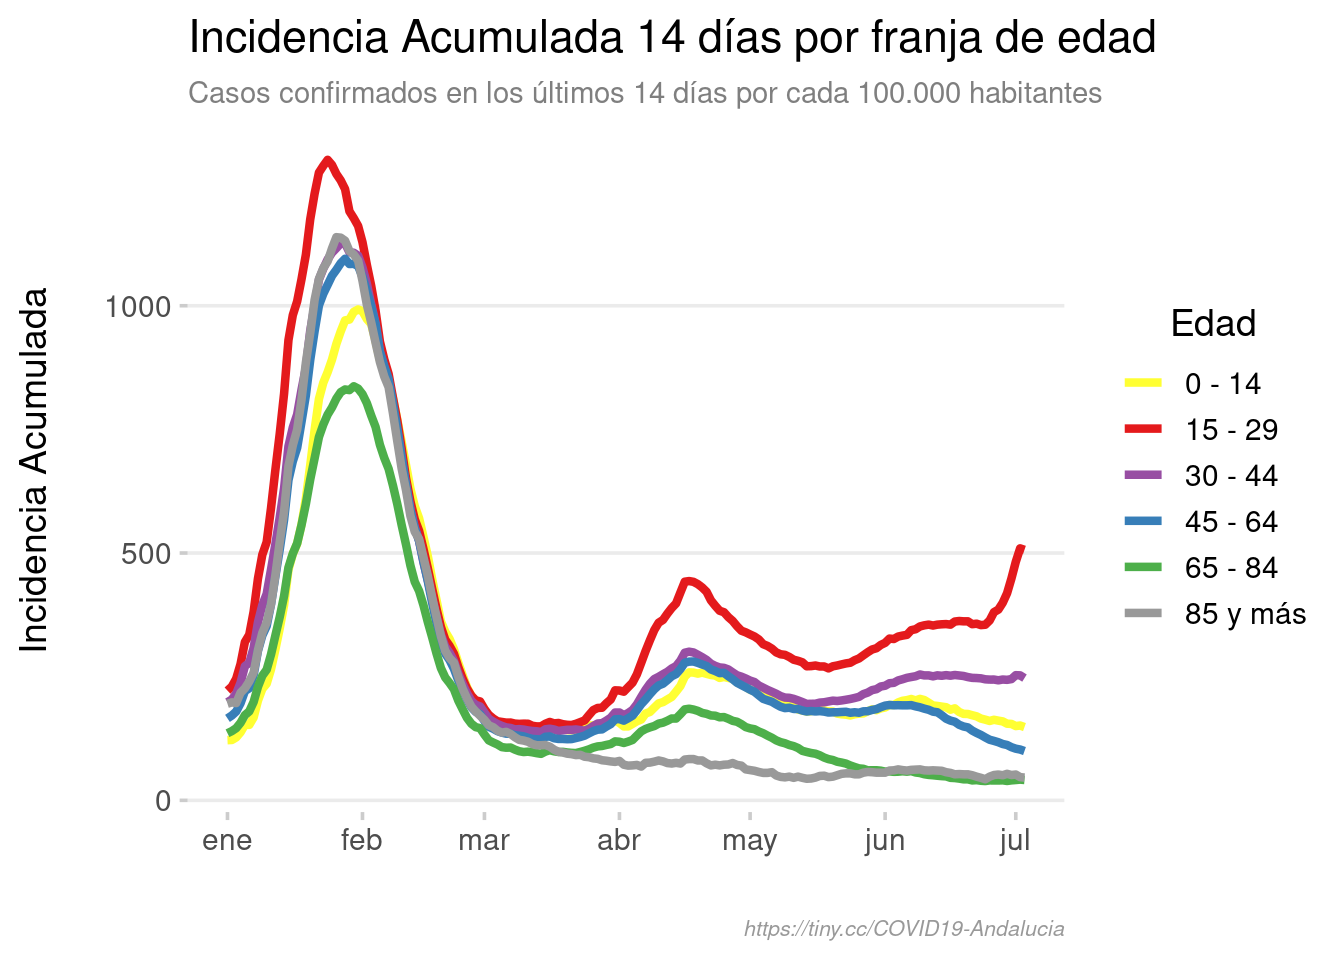 Incidencia Acumulada 14 días por franja de edad
Casos confirmados en los últimos 14 días por cada 100.000 habitantes
Incidencia Acumulada
1000
500
0
ene
feb
mar
abr
may
jun
jul
Edad
0 - 14
15 - 29
30 - 44
45 - 64
65 - 84
85 y más
https://tiny.cc/COVID19-Andalucia